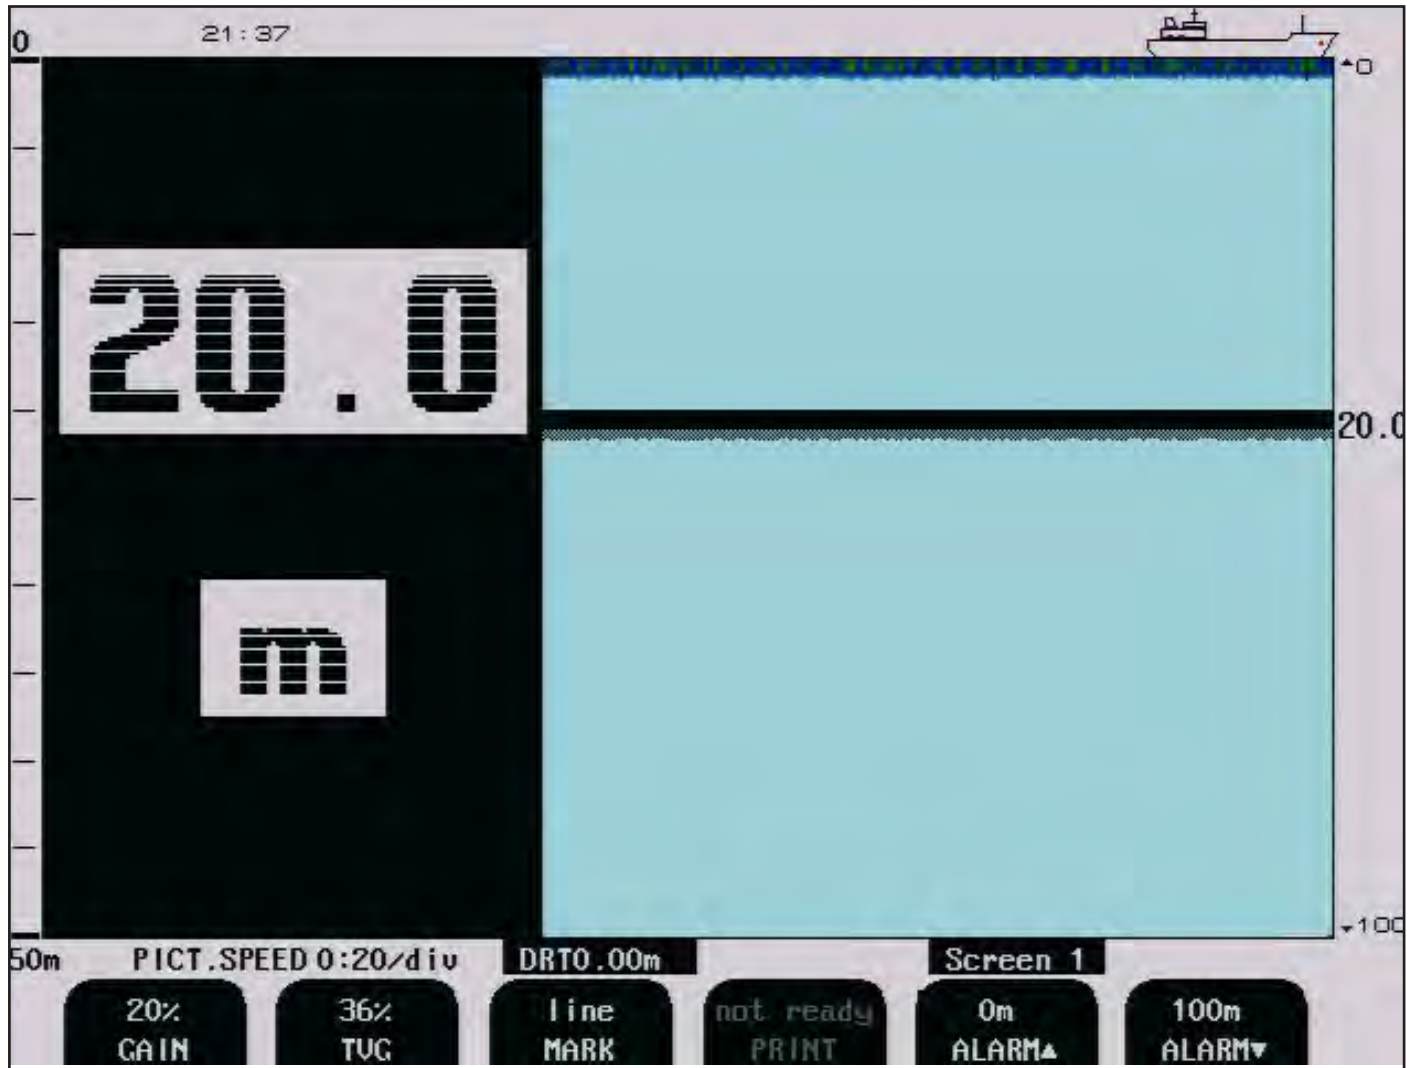 0
21:37
0
20.0
20.0
m
100
50m
PICT.SPEED 0:20/div
DRT0.00m
Screen 1
20%
GAIN
36%
TVG
line
MARK
not ready
PRINT
0m
ALARM▲
100m
ALARM▼